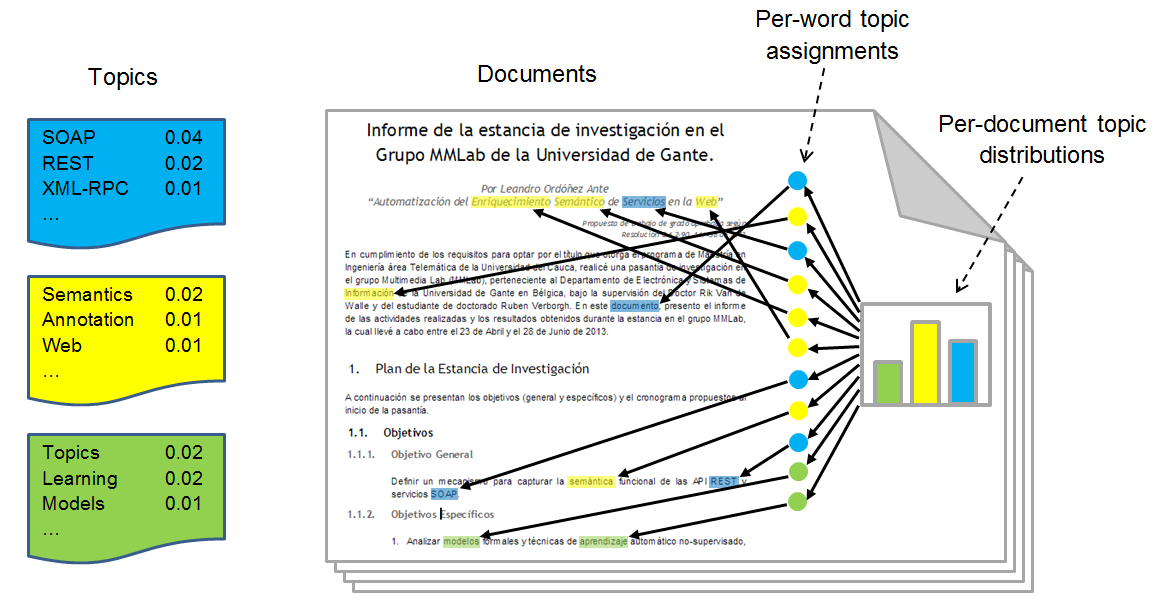 Per-word topic
assignments
Topics
Documents
Per-document topic
distributions
SOAP 0.04
REST 0.02
XML-RPC 0.01
...
Semantics 0.02
Annotation 0.01
Web 0.01
...
Topics 0.02
Learning 0.02
Models 0.01
...
Informe de la estancia de investigación en el
Grupo MMLab de la Universidad de Gante.
Por Leandro Ordóñez Ante
“Automatización del Enriquecimiento Semántico de Servicios en la Web”
Propuesta de trabajo de grado aprobada según
Resolución
En cumplimiento de los requisitos para optar por el título que otorga el programa de Maestría en
Ingeniería área Telemática de la Universidad del Cauca, realicé una pasantía de investigación en
el grupo Multimedia Lab (MMLab), perteneciente al Departamento de Electrónica y Sistemas de
Información de la Universidad de Gante en Bélgica, bajo la supervisión del Doctor Rik Van de
Walle y del estudiante de doctorado Ruben Verborgh. En este documento, presento el informe
de las actividades realizadas y los resultados obtenidos durante la estancia en el grupo MMLab,
la cual llevé a cabo entre el 23 de Abril y el 28 de Junio de 2013.
1. Plan de la Estancia de Investigación
A continuación se presentan los objetivos (general y específicos) y el cronograma propuestos al
inicio de la pasantía.
1.1. Objetivos
1.1.1. Objetivo General
Definir un mecanismo para capturar la semántica funcional de las API REST y
servicios SOAP.
1.1.2. Objetivos Específicos
1. Analizar modelos formales y técnicas de aprendizaje automático no-supervisado,